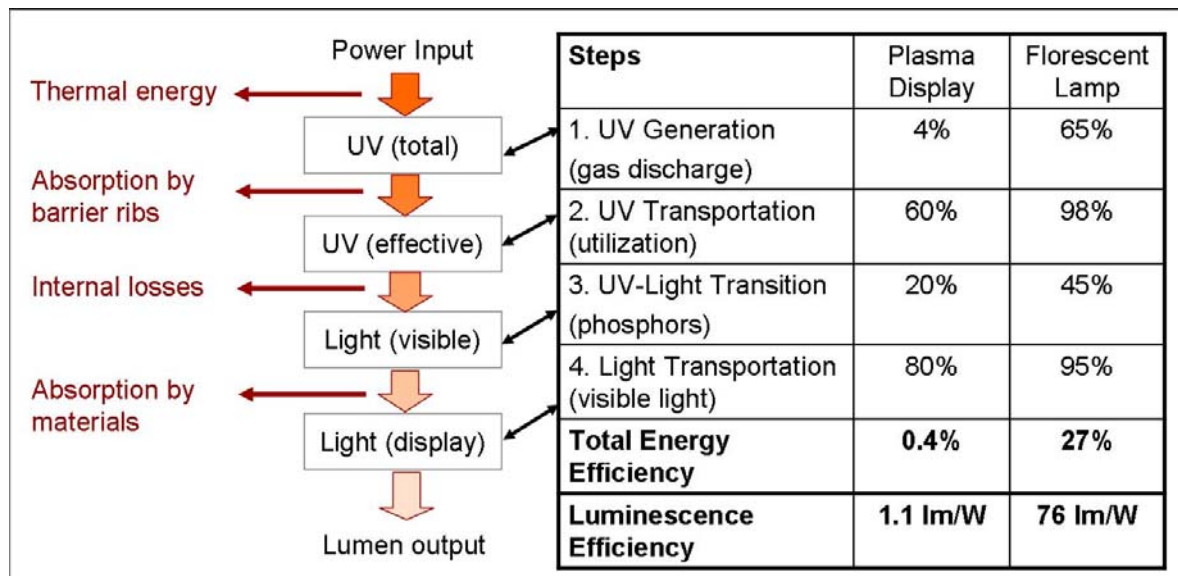 Power Input
Thermal energy
UV (total)
Absorption by
barrier ribs
UV (effective)
Internal losses
Light (visible)
Absorption by
materials
Light (display)
Lumen output
Steps
Plasma
Display
Florescent
Lamp
1. UV Generation
(gas discharge)
4%
65%
2. UV Transportation
(utilization)
60%
98%
3. UV-Light Transition
(phosphors)
20%
45%
4. Light Transportation
(visible light)
80%
95%
Total Energy
Efficiency
0.4%
27%
Luminescence
Efficiency
1.1 lm/W
76 lm/W